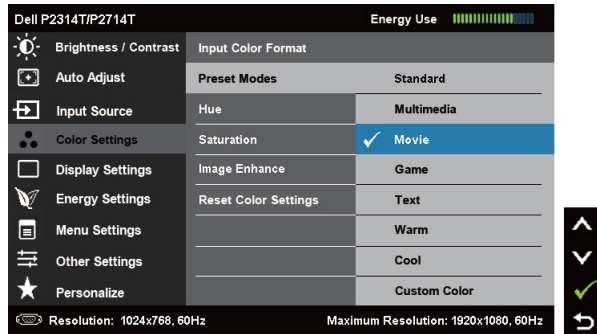 Dell P2314T/P2714T Energy Use
Brightness / Contrast Input Color Format
Auto Adjust Preset Modes Standard
Input Source Hue Multimedia
Color Settings Saturation Movie
Display Settings Image Enhance Game
Energy Settings Reset Color Settings Text
Menu Settings Warm
Other Settings Cool
Personalize Custom Color
Resolution: 1024x768, 60Hz Maximum Resolution: 1920x1080, 60Hz